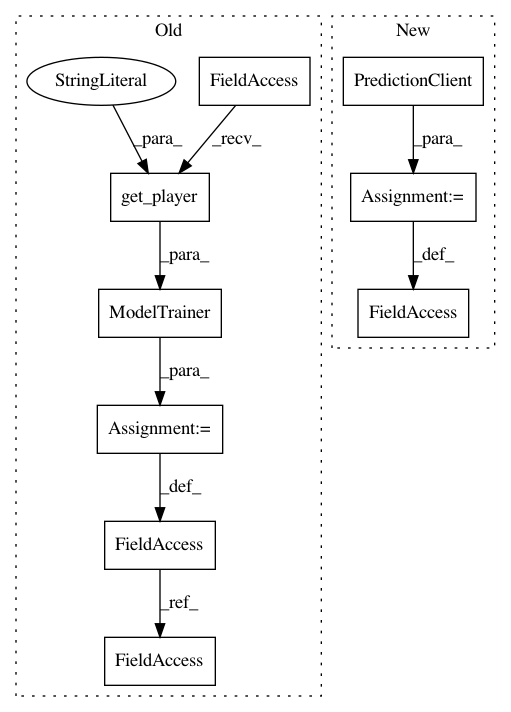 Old
New
StringLiteral
FieldAccess
PredictionClient
_para_
_recv_
_para_
get_player
Assignment:=
_para_
_def_
ModelTrainer
FieldAccess
_para_
Assignment:=
_def_
FieldAccess
_ref_
FieldAccess